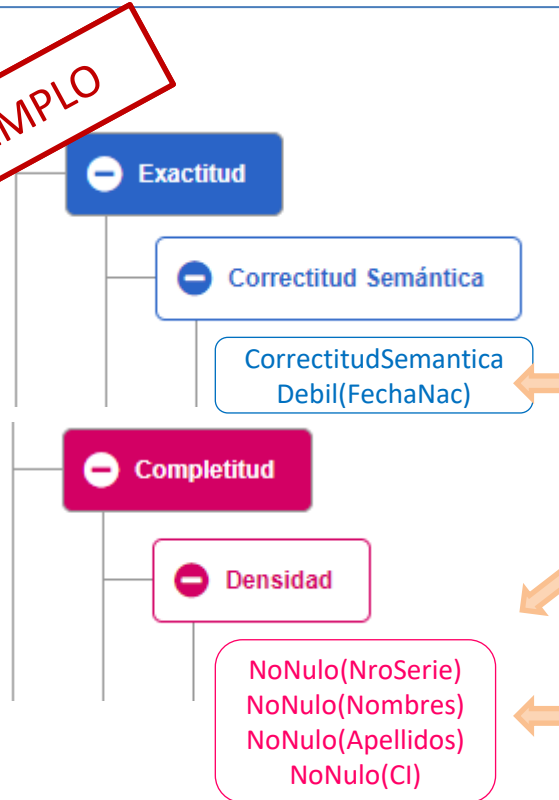 MPLO
Exactitud
Correctitud Semántica
CorrectitudSemantica
Debil(FechaNac)
Completitud
Densidad
NoNulo(NroSerie)
NoNulo(Nombres)
NoNulo(Apellidos)
NoNulo(CI)